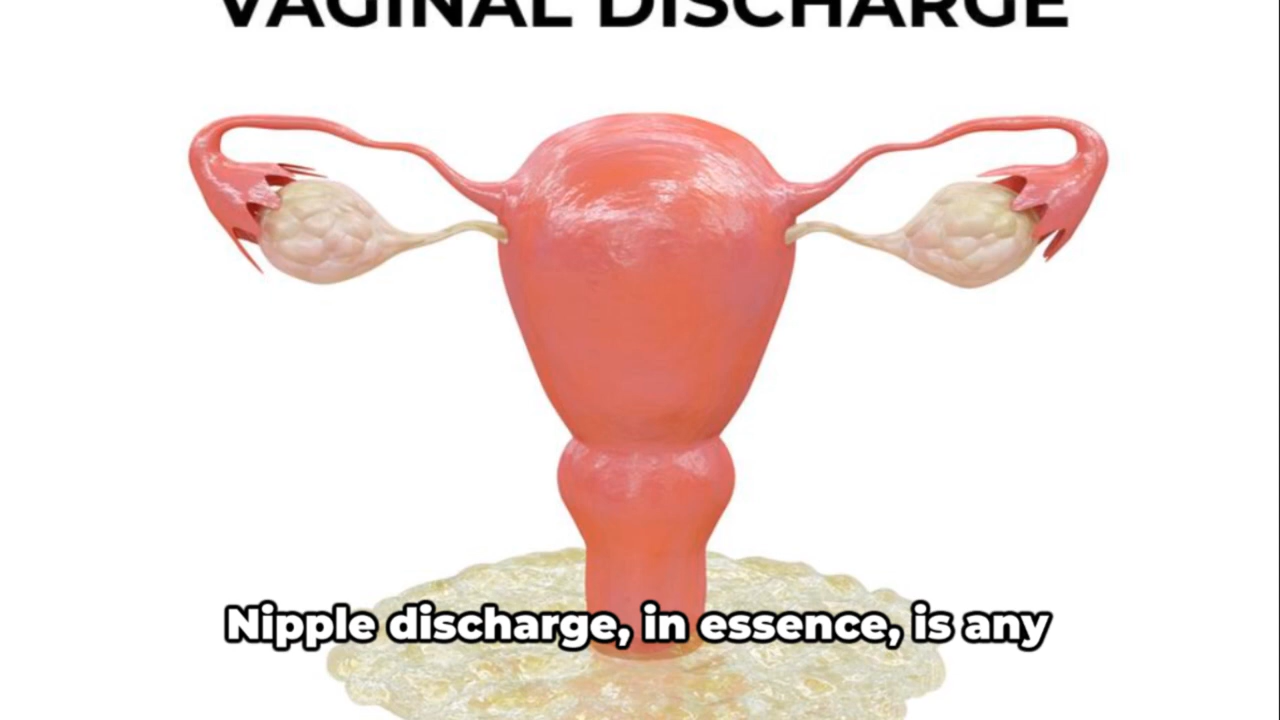 VAGINAL DISCHARGE
Nipple discharge, in essence, is any